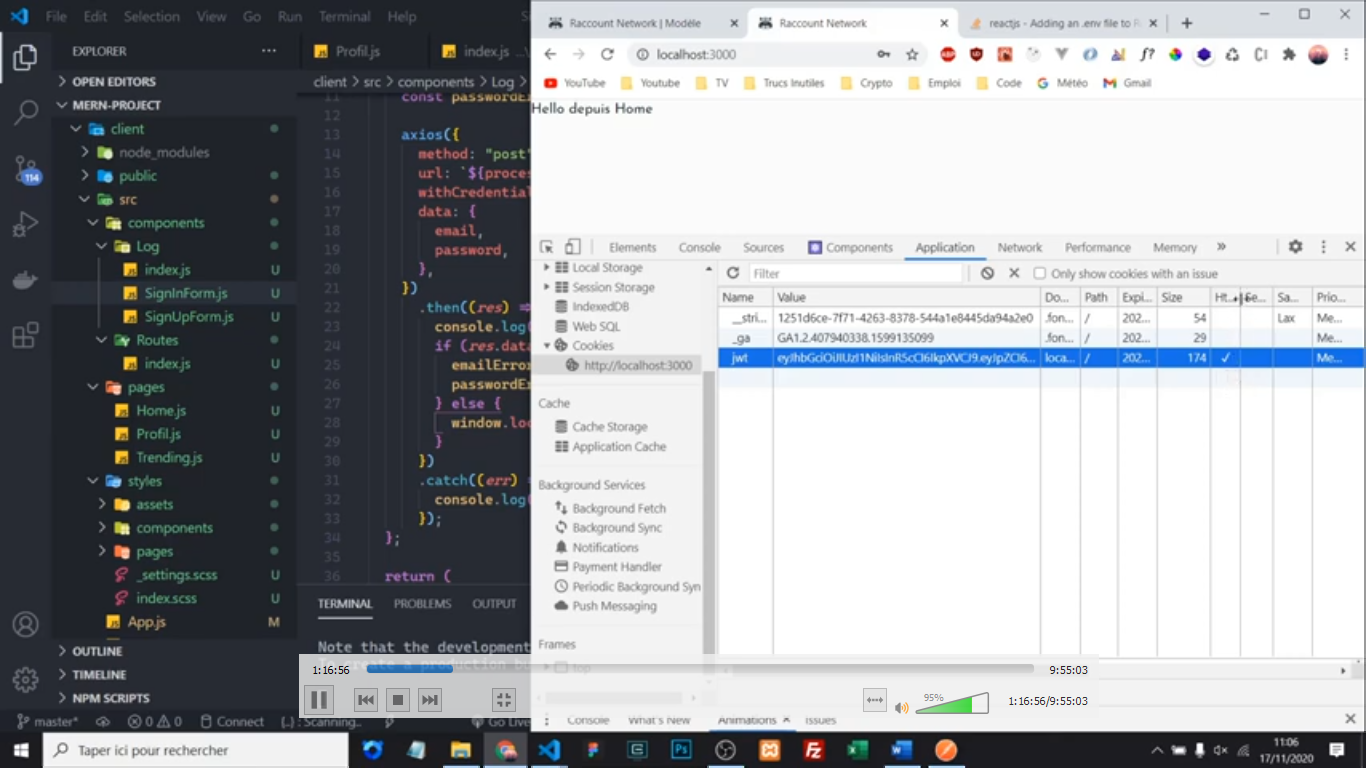 File Edit Selection View Go Run Terminal Help
EXPLORER
OPEN EDITORS
MERN-PROJECT
client
node_modules
public
src
components
Log
index.js U
SignInForm.js U
SignUpForm.js U
Routes
index.js U
pages
Home.js U
Profil.js U
Trending.js U
styles
assets
components
pages
_settings.scss U
index.scss U
App.js M
OUTLINE
TIMELINE
NPM SCRIPTS
114
Profil.js index.js
client > src > components > Log >
11 const passwordEr
12
13 axios({
14 method: "post"
15 url: `${proces
16 withCredential
17 data: {
18 email,
19 password,
20 },
21 })
22 .then((res) =>
23 console.log(
24 if (res.data
25 emailError
26 passwordEr
27 } else {
28 window.loc
29 }
30 })
31 .catch((err) =
32 console.log(
33 });
34 };
35
36 return (
TERMINAL PROBLEMS OUTPUT
Note that the development
To create a production bu
master* 0 0 Connect {..} : Scanning.. Go Live
Raccount Network | Modèle
Raccount Network
reactjs - Adding an .env file to R
localhost:3000
YouTube Youtube TV Trucs Inutiles Crypto Emploi Code Météo Gmail
Hello depuis Home
Elements Console Sources Components Application Network Performance Memory
Local Storage
Session Storage
IndexedDB
Web SQL
Cookies
http://localhost:3000
Cache
Cache Storage
Application Cache
Background Services
Background Fetch
Background Sync
Notifications
Payment Handler
Periodic Background Syn
Push Messaging
Frames
top
Filter
Only show cookies with an issue
Name Value Do... Path Expi... Size Ht... Se... Sa... Prio...
__stri... 1251d6ce-7f71-4263-8378-544a1e8445da94a2e0 .fon... / 202... 54 Lax Me...
_ga GA1.2.407940338.1599135099 .fon... / 202... 29 Me...
jwt eyJhbGciOiJIUzI1NiIsInR5cCI6IkpXVCJ9.eyJpZCI6... loca... / 202... 174 ✓ Me...
Console What's New Animations Issues
1:16:56 9:55:03
95%
1:16:56/9:55:03
Taper ici pour rechercher
11:06
17/11/2020